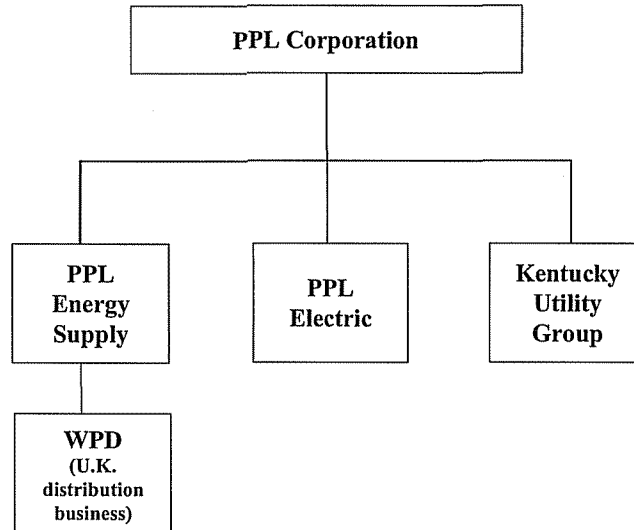 PPL Corporation
PPL
Energy
Supply
PPL
Electric
Kentucky
Utility
Group
WPD
(U.K.
distribution
business)